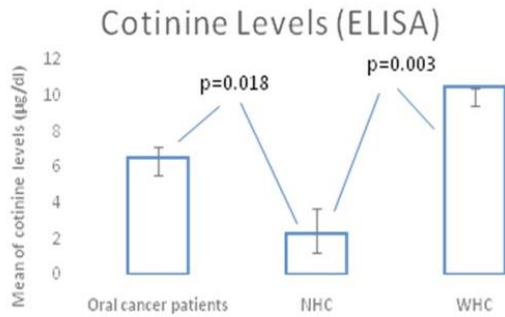 Cotinine Levels (ELISA)
Mean of cotinine levels (µg/dl)
12
10
8
6
4
2
0
p=0.018
p=0.003
Oral cancer patients
NHC
WHC